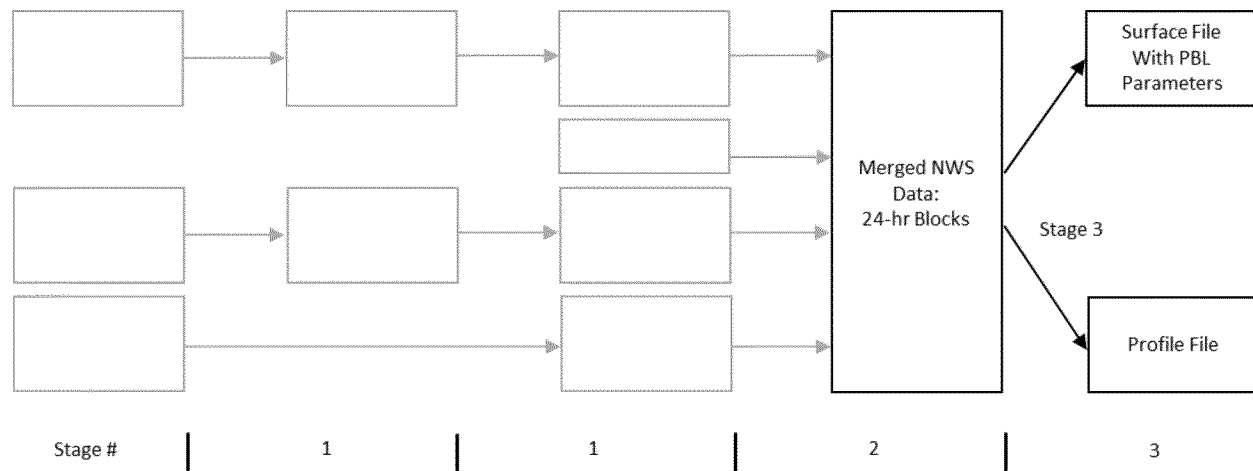 Surface File
With PBL
Parameters
Merged NWS
Data:
24-hr Blocks
Stage 3
Profile File
Stage # | 1 | 1 | 2 | 3